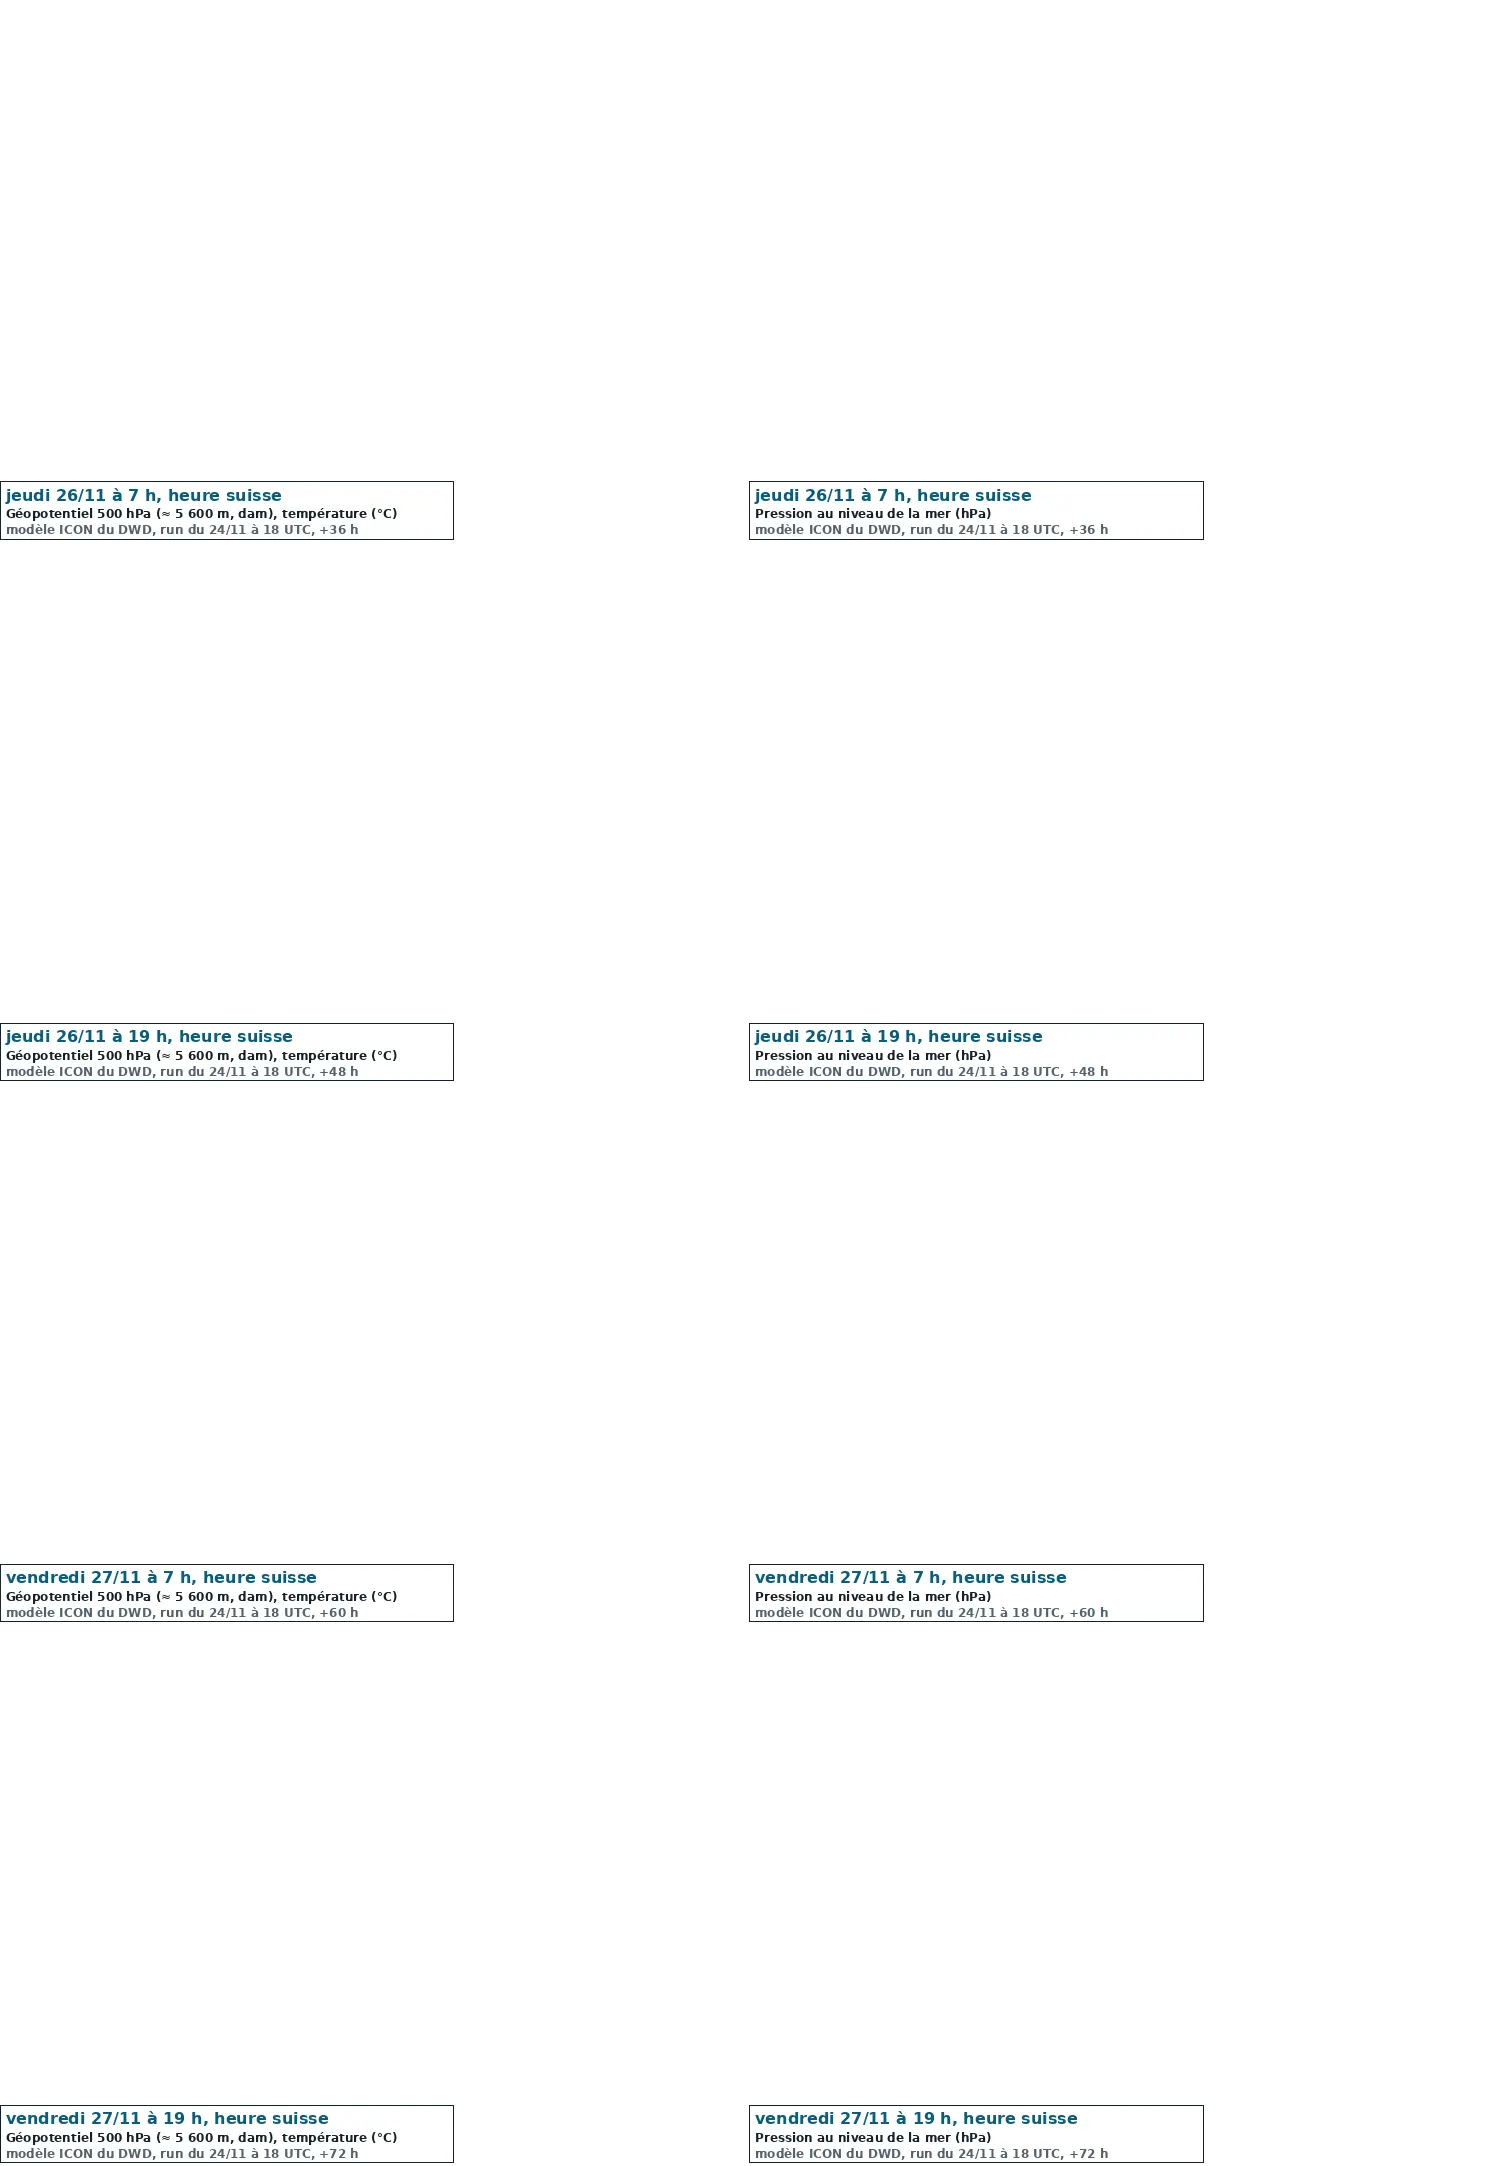 jeudi 26/11 à 7 h, heure suisse
Géopotentiel 500 hPa (≈ 5 600 m, dam), température (°C)
modèle ICON du DWD, run du 24/11 à 18 UTC, +36 h
jeudi 26/11 à 7 h, heure suisse
Pression au niveau de la mer (hPa)
modèle ICON du DWD, run du 24/11 à 18 UTC, +36 h
jeudi 26/11 à 19 h, heure suisse
Géopotentiel 500 hPa (≈ 5 600 m, dam), température (°C)
modèle ICON du DWD, run du 24/11 à 18 UTC, +48 h
jeudi 26/11 à 19 h, heure suisse
Pression au niveau de la mer (hPa)
modèle ICON du DWD, run du 24/11 à 18 UTC, +48 h
vendredi 27/11 à 7 h, heure suisse
Géopotentiel 500 hPa (≈ 5 600 m, dam), température (°C)
modèle ICON du DWD, run du 24/11 à 18 UTC, +60 h
vendredi 27/11 à 7 h, heure suisse
Pression au niveau de la mer (hPa)
modèle ICON du DWD, run du 24/11 à 18 UTC, +60 h
vendredi 27/11 à 19 h, heure suisse
Géopotentiel 500 hPa (≈ 5 600 m, dam), température (°C)
modèle ICON du DWD, run du 24/11 à 18 UTC, +72 h
vendredi 27/11 à 19 h, heure suisse
Pression au niveau de la mer (hPa)
modèle ICON du DWD, run du 24/11 à 18 UTC, +72 h